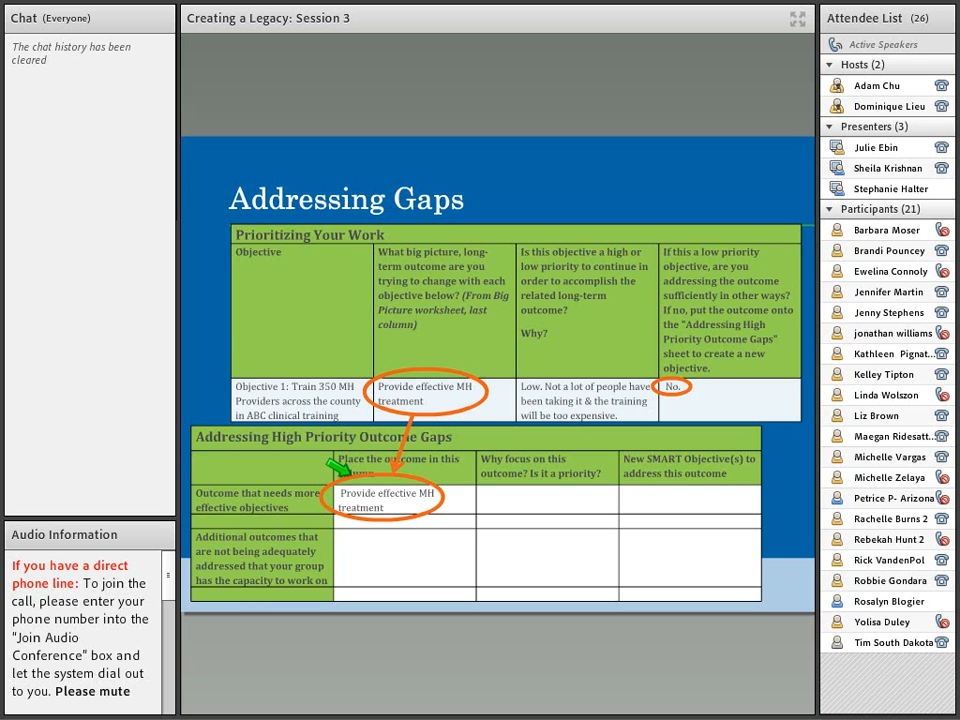 Chat (Everyone)
The chat history has been
cleared
Audio Information
If you have a direct
phone line: To join the
call, please enter your
phone number into the
"Join Audio
Conference" box and
let the system dial out
to you. Please mute
Creating a Legacy: Session 3
Addressing Gaps
Prioritizing Your Work
Objective
What big picture, long-
term outcome are you
trying to change with each
objective below? (From Big
Picture worksheet, last
column)
Is this objective a high or
low priority to continue in
order to accomplish the
related long-term
outcome?
Why?
If this a low priority
objective, are you
addressing the outcome
sufficiently in other ways?
If no, put the outcome onto
the "Addressing High
Priority Outcome Gaps"
sheet to create a new
objective.
Objective 1: Train 350 MH
Providers across the county
in ABC clinical training
Provide effective MH
treatment
Low. Not a lot of people have
been taking it & the training
will be too expensive.
No.
Addressing High Priority Outcome Gaps
Place the outcome in this
Why focus on this
outcome? Is it a priority?
New SMART Objective(s) to
address this outcome
Outcome that needs more
effective objectives
Provide effective MH
treatment
Additional outcomes that
are not being adequately
addressed that your group
has the capacity to work on
Attendee List (26)
Active Speakers
Hosts (2)
Adam Chu
Dominique Lieu
Presenters (3)
Julie Ebin
Sheila Krishnan
Stephanie Halter
Participants (21)
Barbara Moser
Brandi Pouncey
Ewelina Connoly
Jennifer Martin
Jenny Stephens
jonathan williams
Kathleen Pignat...
Kelley Tipton
Linda Wolszon
Liz Brown
Maegan Ridesatt...
Michelle Vargas
Michelle Zelaya
Petrice P- Arizona
Rachelle Burns 2
Rebekah Hunt 2
Rick VandenPol
Robbie Gondara
Rosalyn Blogier
Yolisa Duley
Tim South Dakota